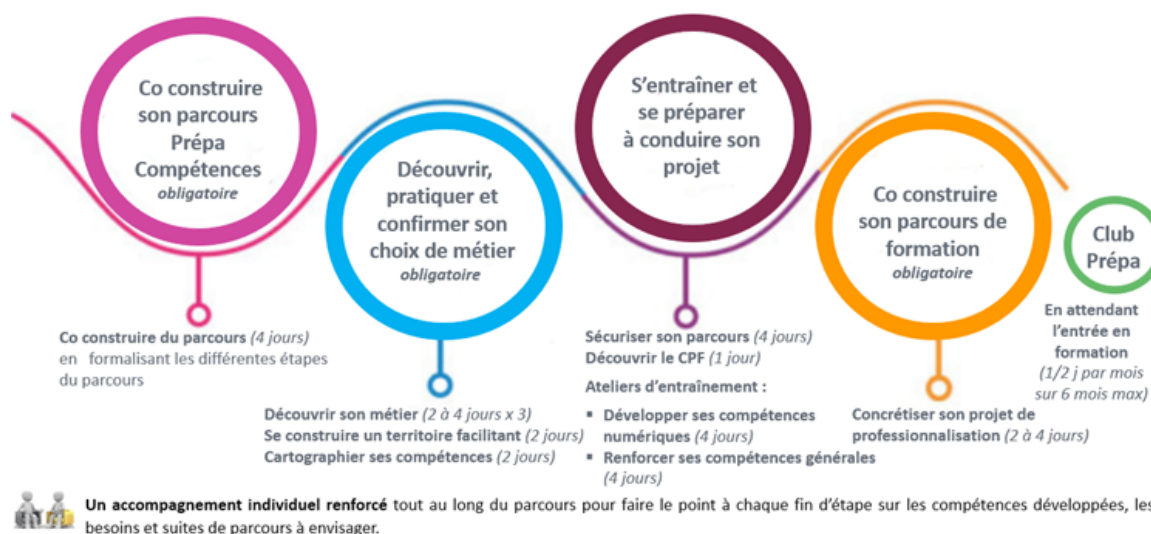 Co construire
son parcours
Prépa
Compétences
obligatoire
Découvrir,
pratiquer et
confirmer son
choix de métier
obligatoire
S’entraîner et
se préparer
à conduire son
projet
Co construire
son parcours de
formation
obligatoire
Club
Prépa
Co construire du parcours (4 jours)
en formalisant les différentes étapes
du parcours
Découvrir son métier (2 à 4 jours x 3)
Se construire un territoire facilitant (2 jours)
Cartographier ses compétences (2 jours)
Sécuriser son parcours (4 jours)
Découvrir le CPF (1 jour)
Ateliers d’entraînement :
▪ Développer ses compétences
numériques (4 jours)
▪ Renforcer ses compétences générales
(4 jours)
Concrétiser son projet de
professionnalisation (2 à 4 jours)
En attendant
l’entrée en
formation
(1/2 j par mois
sur 6 mois max)
Un accompagnement individuel renforcé tout au long du parcours pour faire le point à chaque fin d’étape sur les compétences développées, les
besoins et suites de parcours à envisager.